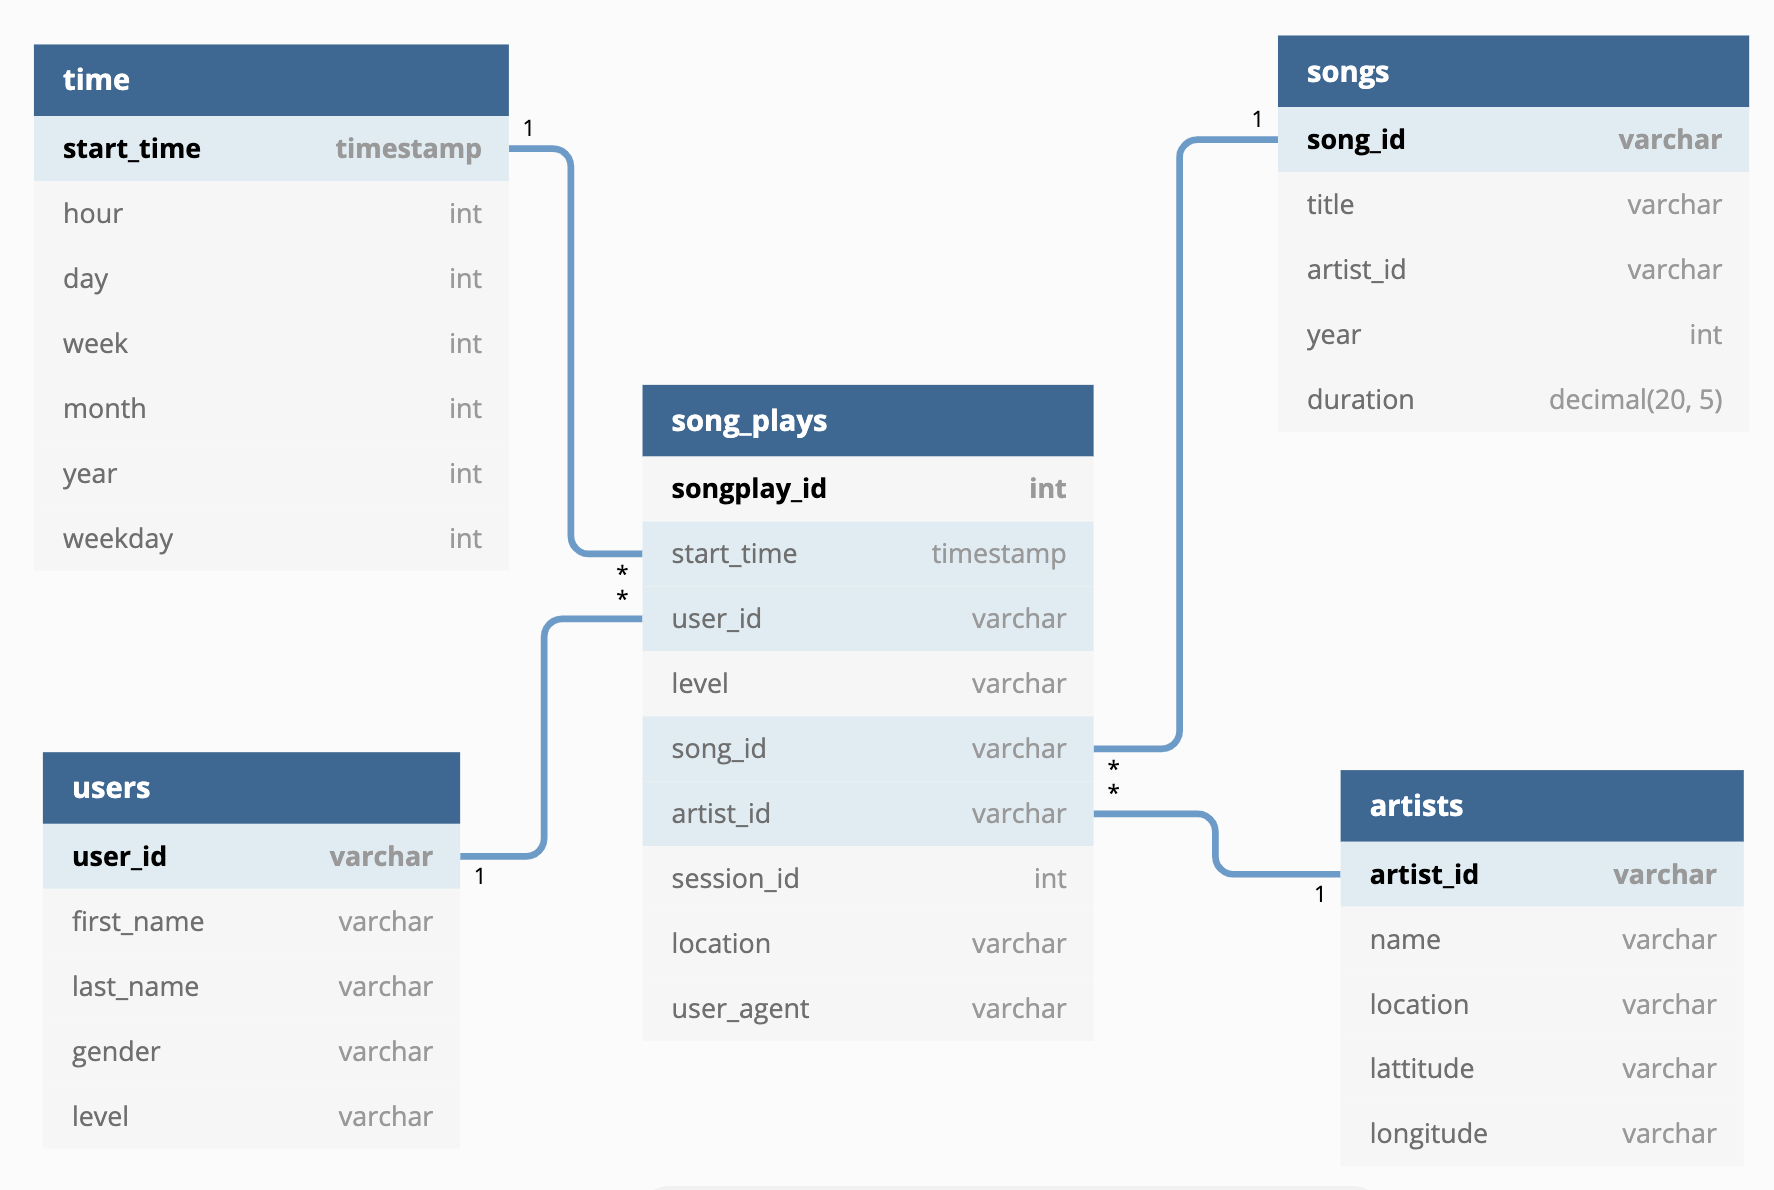 time
start_time timestamp
hour int
day int
week int
month int
year int
weekday int
1
*
songs
song_id varchar
title varchar
artist_id varchar
year int
duration decimal(20, 5)
1
*
song_plays
songplay_id int
start_time timestamp
user_id varchar
level varchar
song_id varchar
artist_id varchar
session_id int
location varchar
user_agent varchar
users
user_id varchar
first_name varchar
last_name varchar
gender varchar
level varchar
*
1
artists
artist_id varchar
name varchar
location varchar
lattitude varchar
longitude varchar
*
1